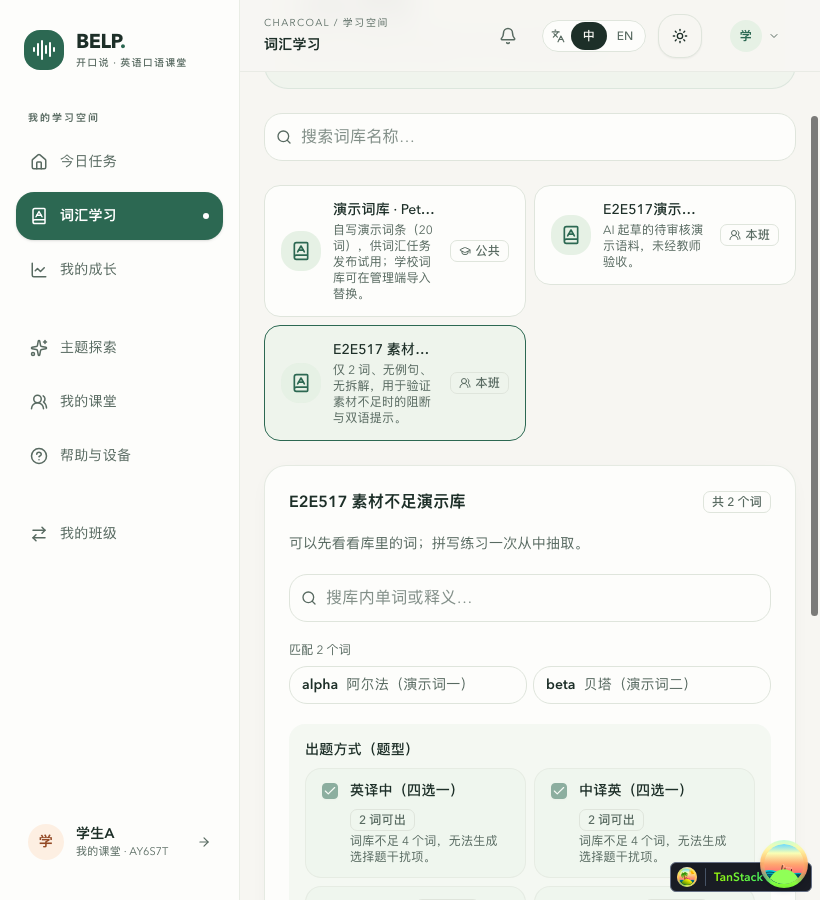 BELP.
开口说 · 英语口语课堂
我的学习空间
今日任务
词汇学习
我的成长
主题探索
我的课堂
帮助与设备
我的班级
学
学生A
我的课堂 · AY6S7T
CHARCOAL / 学习空间
词汇学习
中
EN
学
搜索词库名称…
演示词库 · Pet…
自写演示词条（20
词），供词汇任务
发布试用；学校词
库可在管理端导入
替换。
公共
E2E517演示…
AI 起草的待审核演
示语料，未经教师
验收。
本班
E2E517 素材…
仅 2 词、无例句、
无拆解，用于验证
素材不足时的阻断
与双语提示。
本班
E2E517 素材不足演示库
共 2 个词
可以先看看库里的词；拼写练习一次从中抽取。
搜库内单词或释义…
匹配 2 个词
alpha 阿尔法（演示词一）
beta 贝塔（演示词二）
出题方式（题型）
英译中（四选一）
2 词可出
词库不足 4 个词，无法生成
选择题干扰项。
中译英（四选一）
2 词可出
词库不足 4 个词，无法生成
选择题干扰项。
TanStack